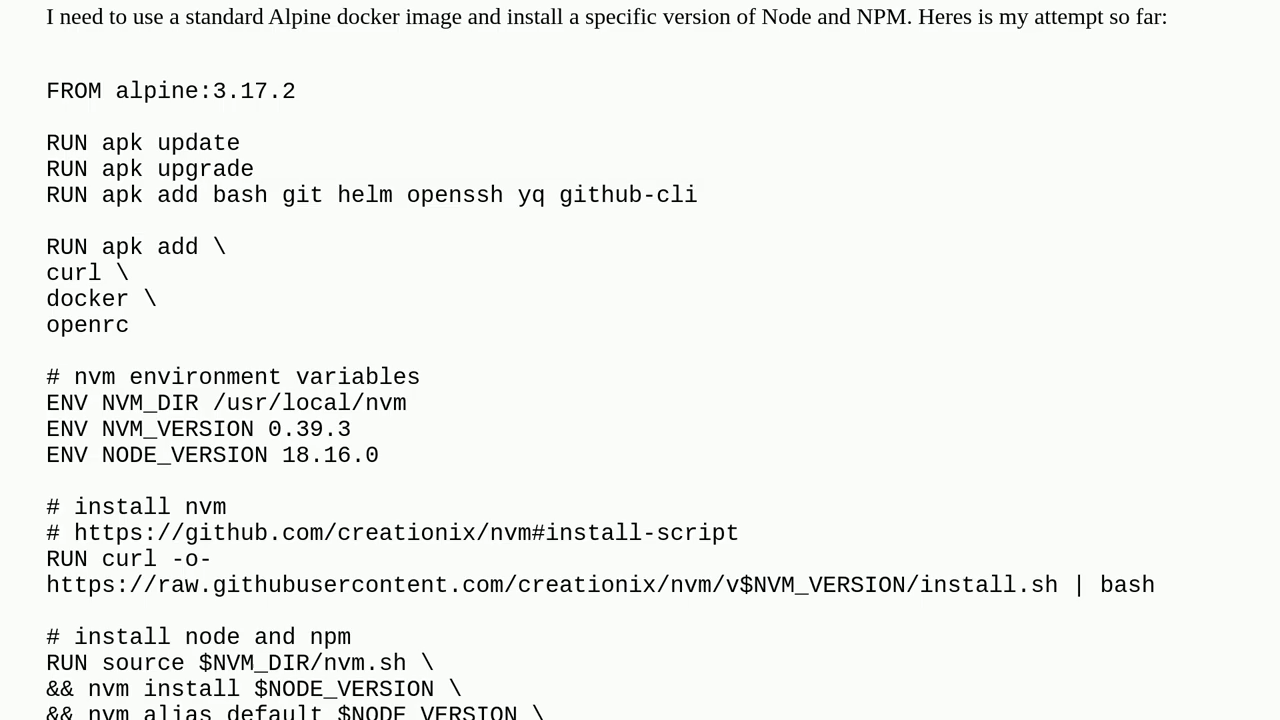 I need to use a standard Alpine docker image and install a specific version of Node and NPM. Heres is my attempt so far:
FROM alpine:3.17.2
RUN apk update
RUN apk upgrade
RUN apk add bash git helm openssh yq github-cli
RUN apk add \
curl \
docker \
openrc
# nvm environment variables
ENV NVM_DIR /usr/local/nvm
ENV NVM_VERSION 0.39.3
ENV NODE_VERSION 18.16.0
# install nvm
# https://github.com/creationix/nvm#install-script
RUN curl -o-
https://raw.githubusercontent.com/creationix/nvm/v$NVM_VERSION/install.sh | bash
# install node and npm
RUN source $NVM_DIR/nvm.sh \
&& nvm install $NODE_VERSION \
&& nvm alias default $NODE_VERSION \